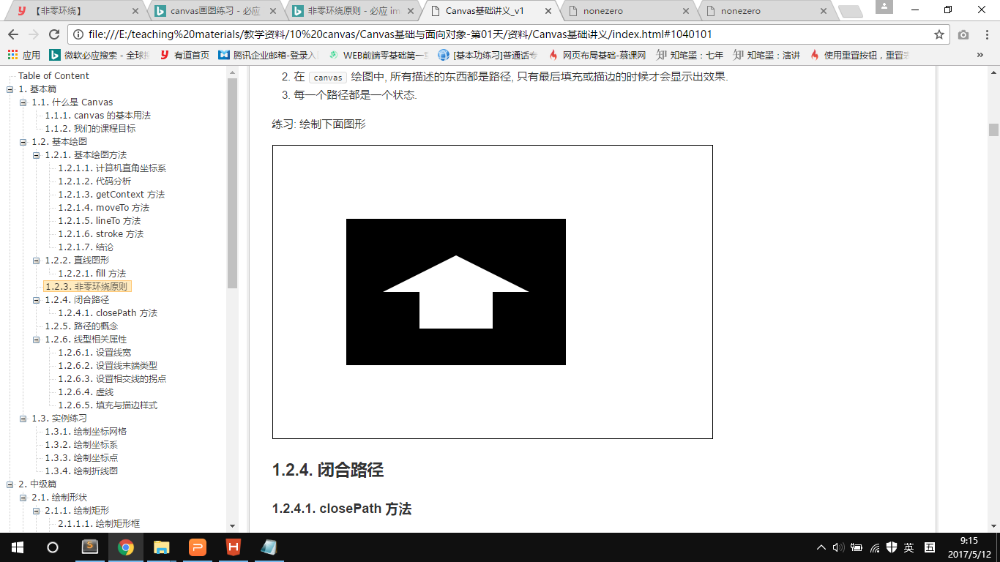 【非零环绕】
canvas画图练习 - 必应
非零环绕原则 - 必应 im
Canvas基础讲义_v1
nonezero
nonezero
file:///E:/teaching%20materials/教学资料/10%20canvas/Canvas基础与面向对象-第01天/资料/Canvas基础讲义/index.html#1040101
应用
微软必应搜索 - 全球
有道首页
腾讯企业邮箱-登录入
WEB前端零基础第一
[基本功练习]普通话专
网页布局基础-慕课网
知笔墨：七年
知笔墨：演讲
使用重置按钮，重置
Table of Content
1. 基本篇
1.1. 什么是 Canvas
1.1.1. canvas 的基本用法
1.1.2. 我们的课程目标
1.2. 基本绘图
1.2.1. 基本绘图方法
1.2.1.1. 计算机直角坐标系
1.2.1.2. 代码分析
1.2.1.3. getContext 方法
1.2.1.4. moveTo 方法
1.2.1.5. lineTo 方法
1.2.1.6. stroke 方法
1.2.1.7. 结论
1.2.2. 直线图形
1.2.2.1. fill 方法
1.2.3. 非零环绕原则
1.2.4. 闭合路径
1.2.4.1. closePath 方法
1.2.5. 路径的概念
1.2.6. 线型相关属性
1.2.6.1. 设置线宽
1.2.6.2. 设置线末端类型
1.2.6.3. 设置相交线的拐点
1.2.6.4. 虚线
1.2.6.5. 填充与描边样式
1.3. 实例练习
1.3.1. 绘制坐标网格
1.3.2. 绘制坐标系
1.3.3. 绘制坐标点
1.3.4. 绘制折线图
2. 中级篇
2.1. 绘制形状
2.1.1. 绘制矩形
2.1.1.1. 绘制矩形框
2. 在 canvas 绘图中, 所有描述的东西都是路径, 只有最后填充或描边的时候才会显示出效果.
3. 每一个路径都是一个状态.
练习: 绘制下面图形
1.2.4. 闭合路径
1.2.4.1. closePath 方法
英
五
9:15
2017/5/12